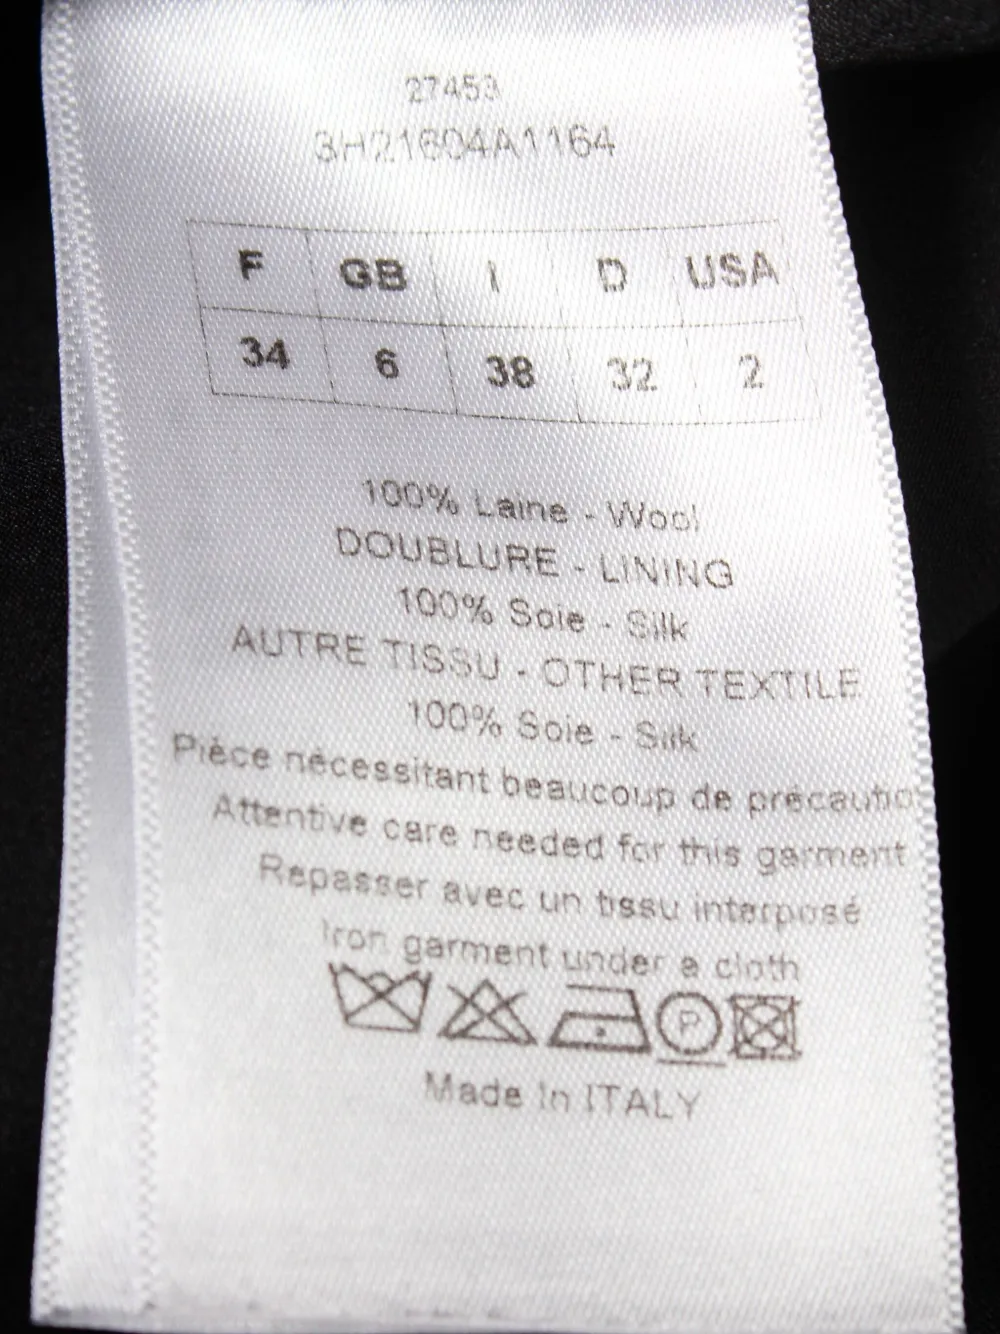 27459
3H21604A1164
F GB I D USA
34 6 38 32 2
100% Laine - Wool
DOUBLURE - LINING
100% Soie - Silk
AUTRE TISSU - OTHER TEXTILE
100% Soie - Silk
Pièce nécessitant beaucoup de précautio
Attentive care needed for this garment
Repasser avec un tissu interposé
Iron garment under a cloth
P
Made in ITALY